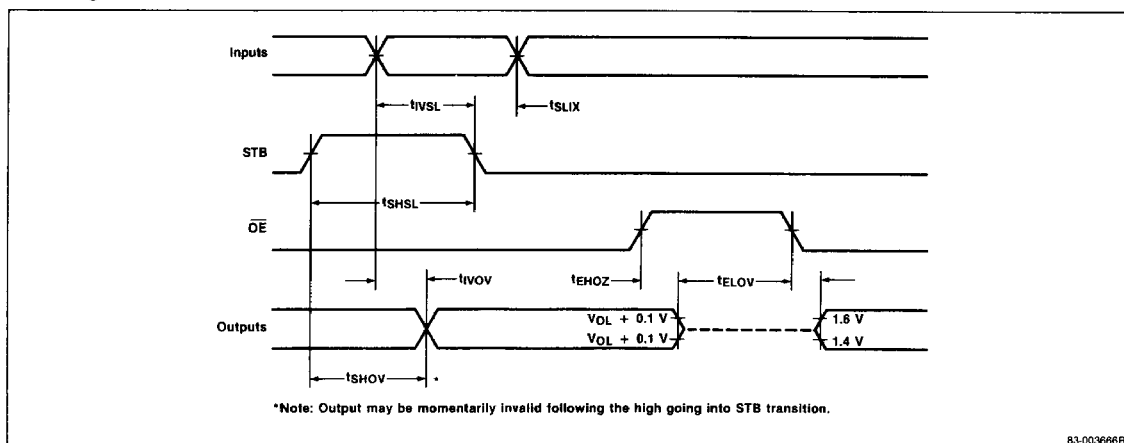 Inputs
tIVSL
tSLIX
STB
tSHSL
OE
tIVOV
tEHOZ
tELOV
Outputs
VOL + 0.1 V
1.6 V
VOL + 0.1 V
1.4 V
tSHOV
*
*Note: Output may be momentarily invalid following the high going into STB transition.
83-003666B